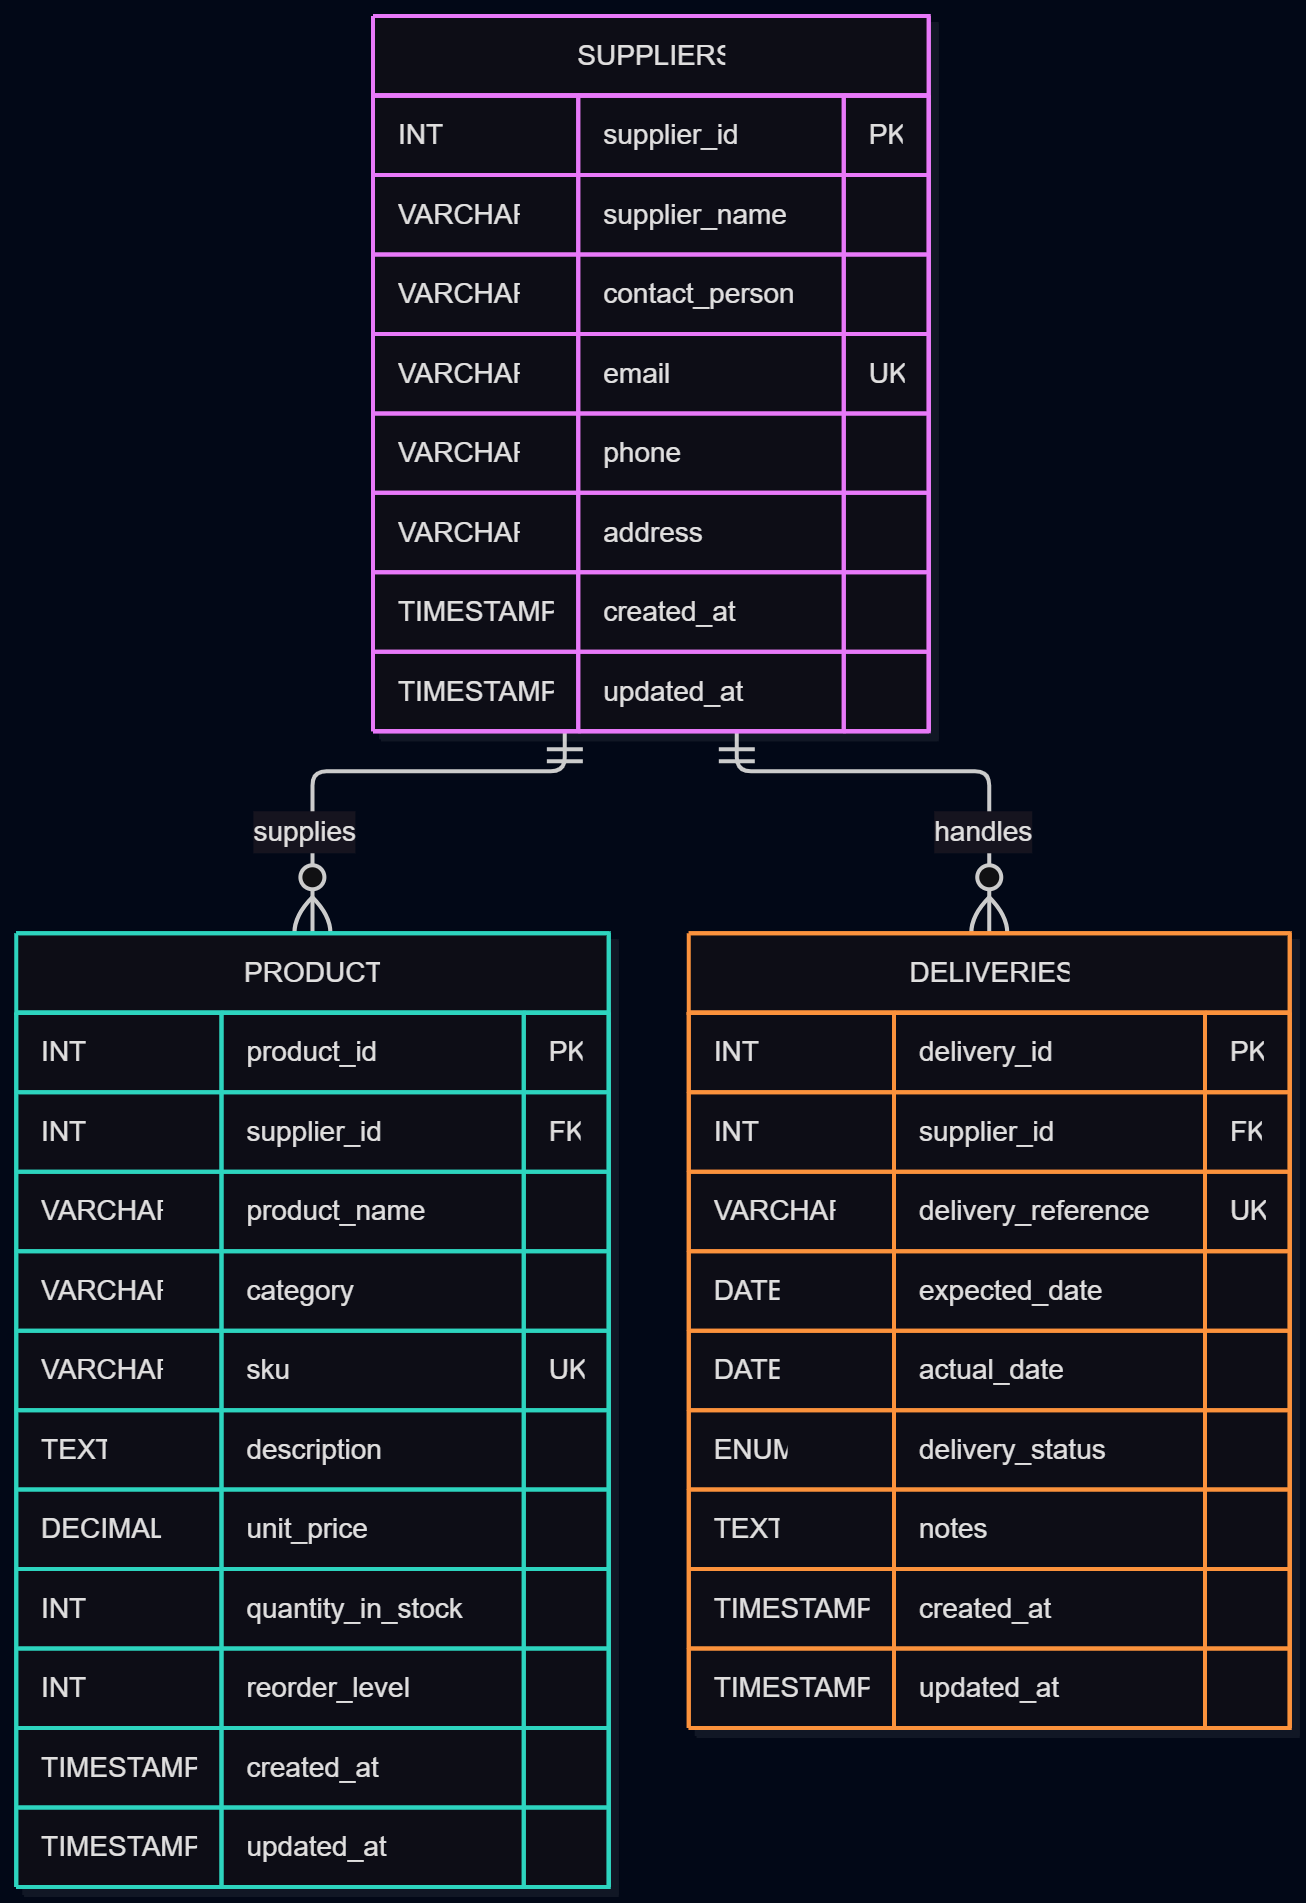 SUPPLIERS
INT supplier_id PK
VARCHAR supplier_name
VARCHAR contact_person
VARCHAR email UK
VARCHAR phone
VARCHAR address
TIMESTAMP created_at
TIMESTAMP updated_at
supplies
handles
PRODUCT
INT product_id PK
INT supplier_id FK
VARCHAR product_name
VARCHAR category
VARCHAR sku UK
TEXT description
DECIMAL unit_price
INT quantity_in_stock
INT reorder_level
TIMESTAMP created_at
TIMESTAMP updated_at
DELIVERIES
INT delivery_id PK
INT supplier_id FK
VARCHAR delivery_reference UK
DATE expected_date
DATE actual_date
ENUM delivery_status
TEXT notes
TIMESTAMP created_at
TIMESTAMP updated_at